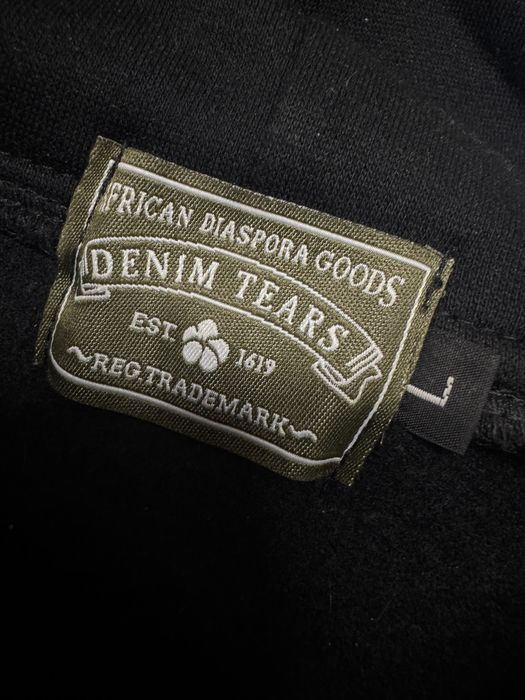 FRICAN DIASPORA GOODS
DENIM TEARS
EST. 1619
~REG.TRADEMARK~
L